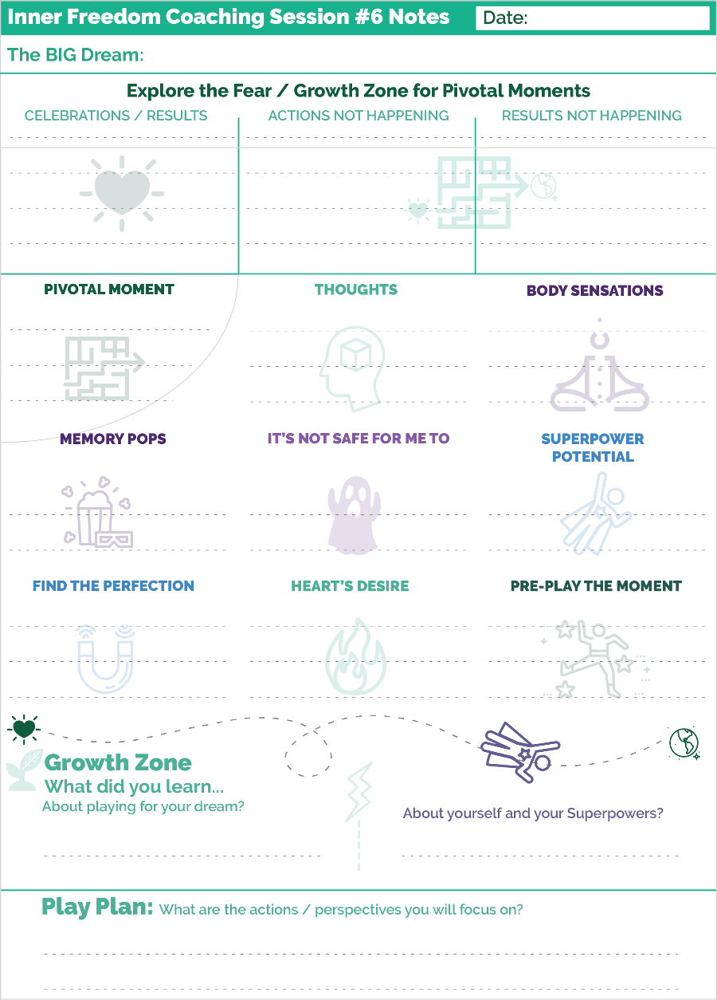 Inner Freedom Coaching Session #6 Notes
Date:
The BIG Dream:
Explore the Fear / Growth Zone for Pivotal Moments
CELEBRATIONS / RESULTS
ACTIONS NOT HAPPENING
RESULTS NOT HAPPENING
PIVOTAL MOMENT
THOUGHTS
BODY SENSATIONS
MEMORY POPS
IT'S NOT SAFE FOR ME TO
SUPERPOWER
POTENTIAL
FIND THE PERFECTION
HEART'S DESIRE
PRE-PLAY THE MOMENT
Growth Zone
What did you learn...
About playing for your dream?
About yourself and your Superpowers?
Play Plan: What are the actions / perspectives you will focus on?